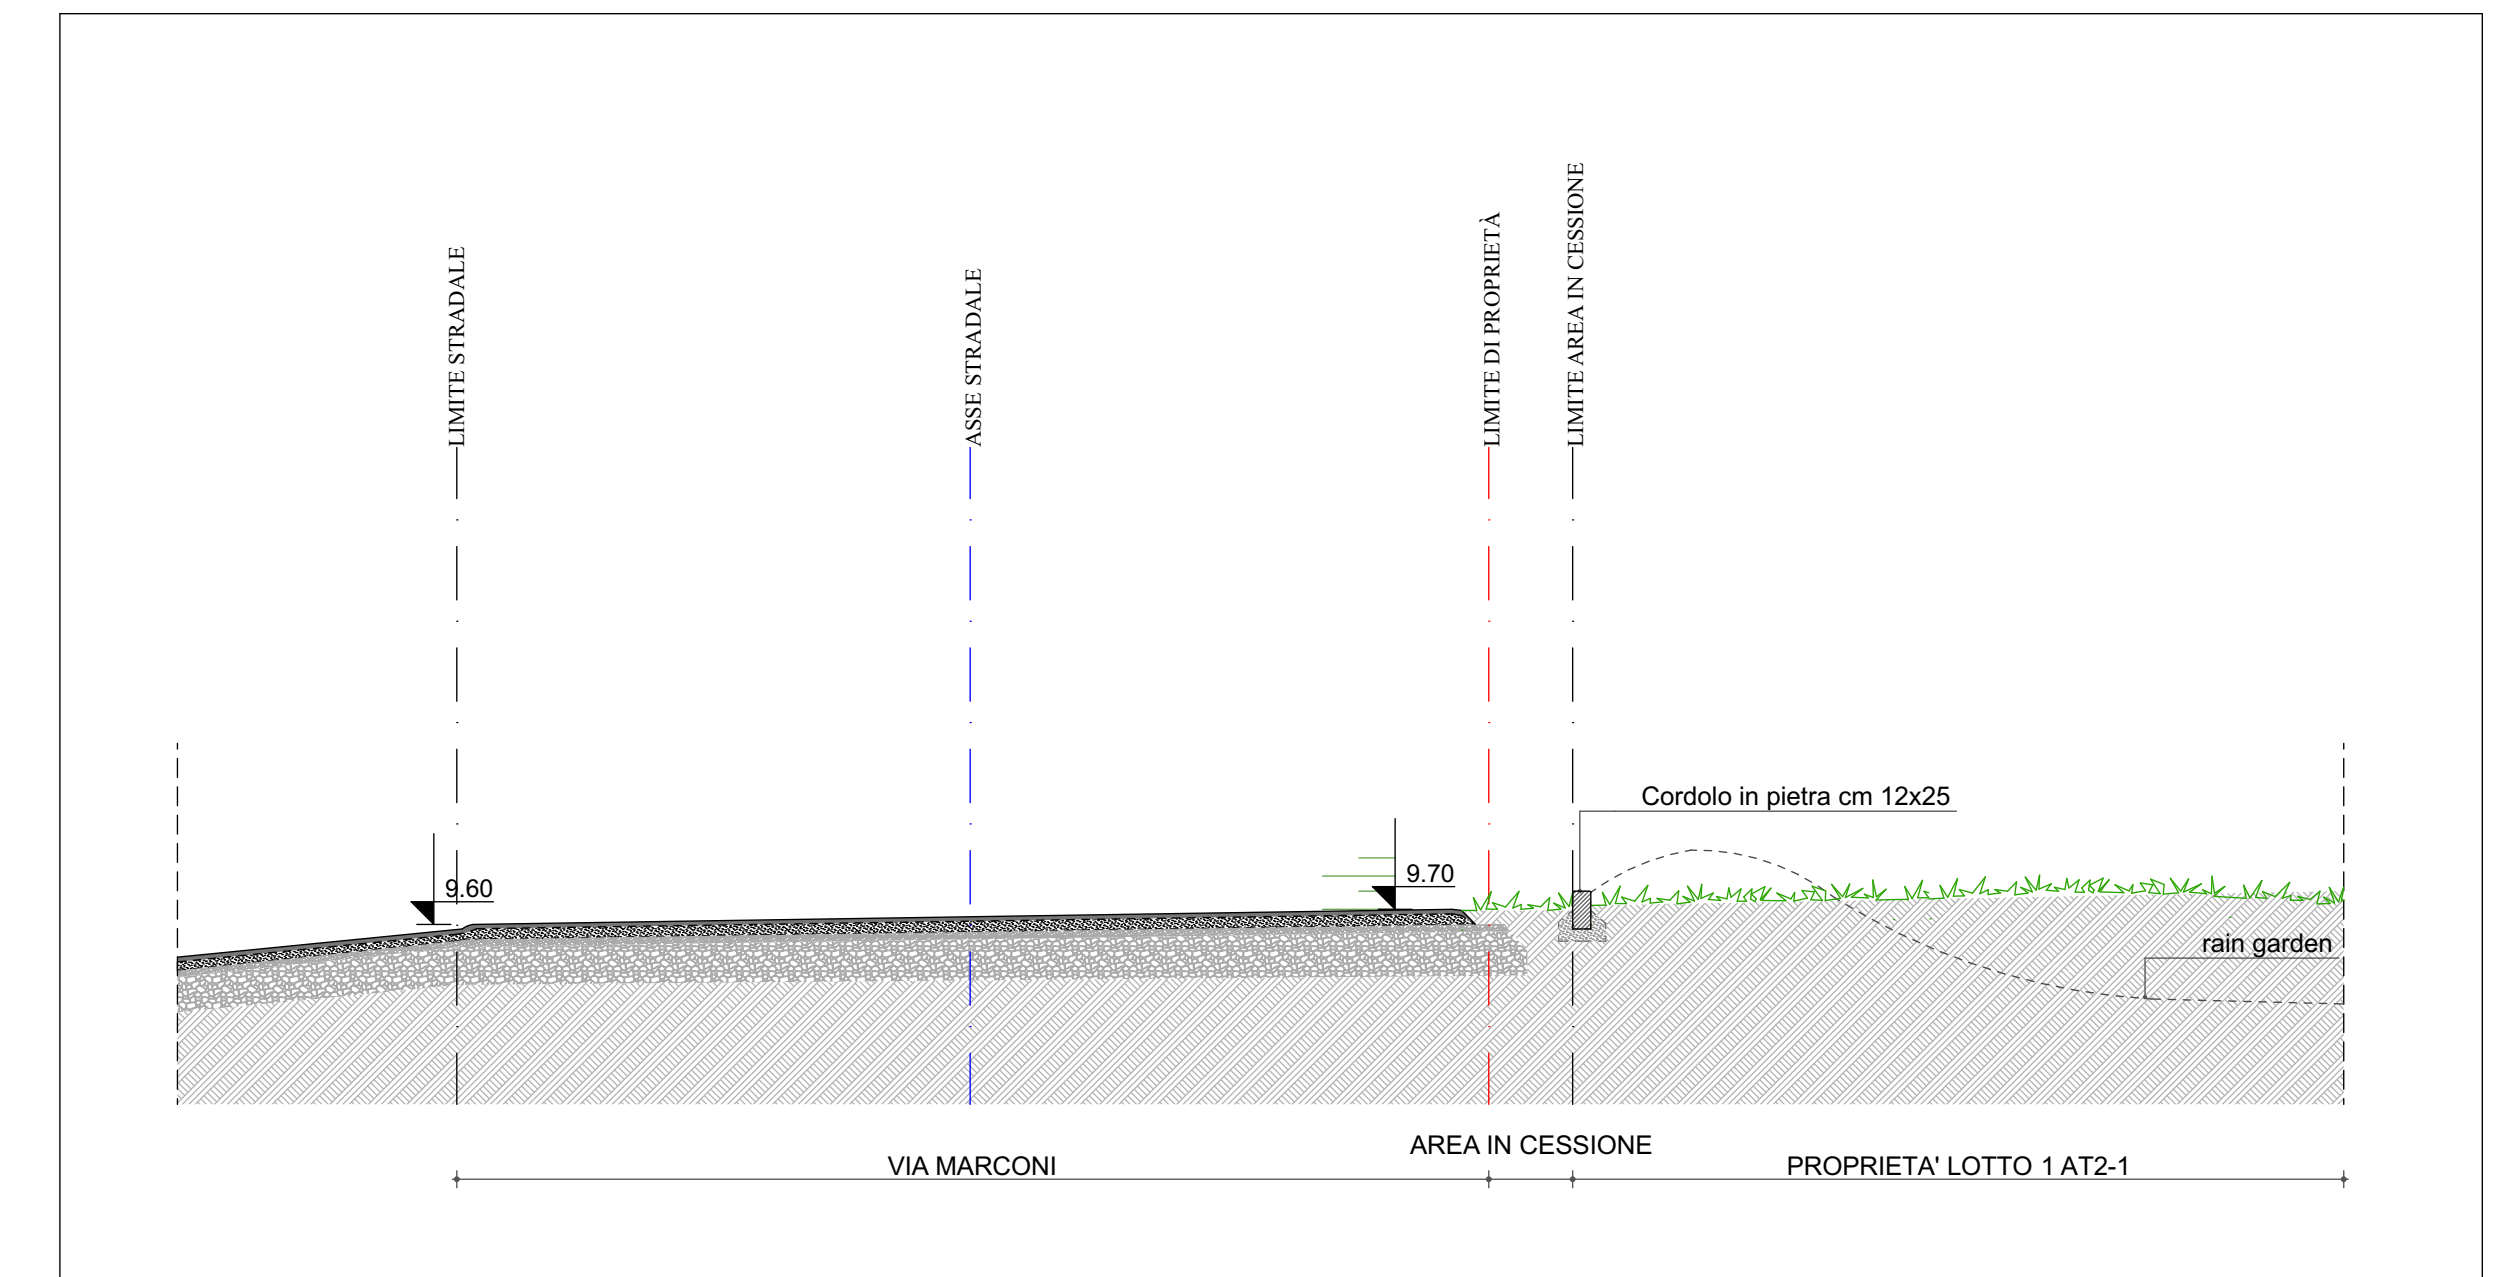 LIMITE STRADALE
ASSE STRADALE
LIMITE DI PROPRIETÀ
LIMITE AREA IN CESSIONE
Cordolo in pietra cm 12x25
9.60
9.70
rain garden
AREA IN CESSIONE
VIA MARCONI
PROPRIETA' LOTTO 1 AT2-1